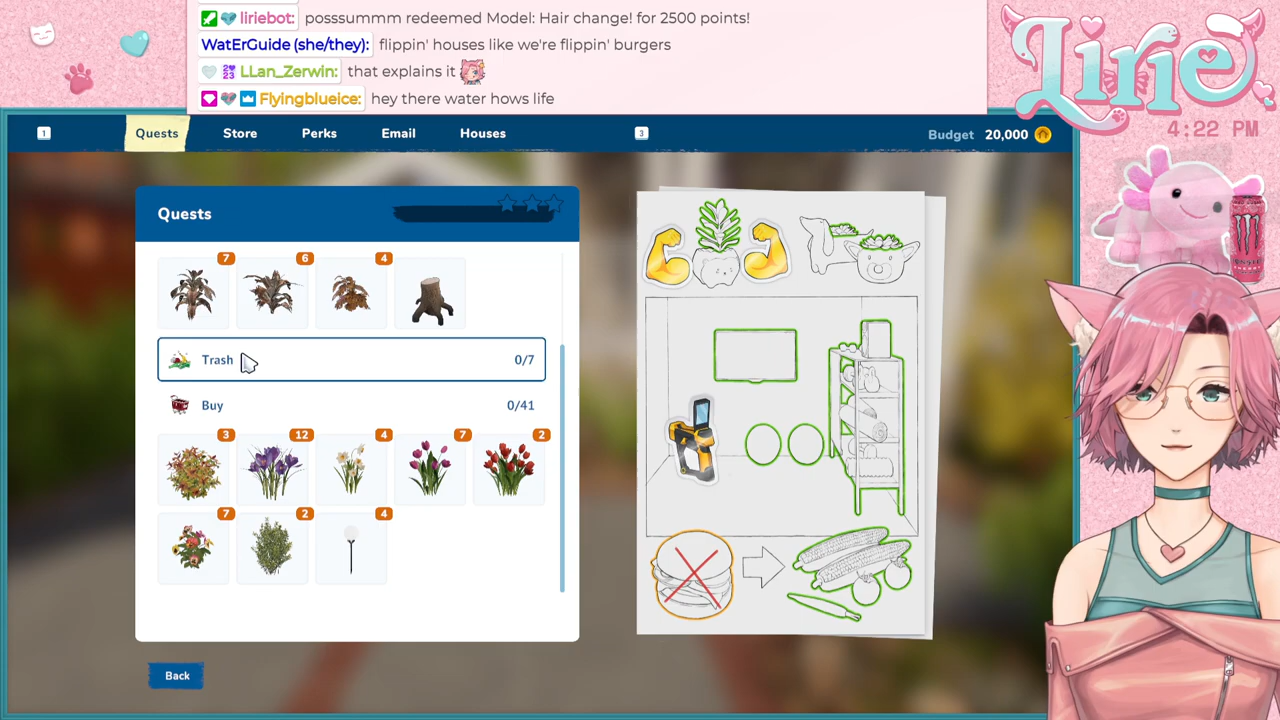 liriebot: posssummm redeemed Model: Hair change! for 2500 points!
WatErGuide (she/they): flippin' houses like we're flippin' burgers
2023 LLan_Zerwin: that explains it
Flyingblueice: hey there water hows life
Lirie
4:22 PM
1 Quests Store Perks Email Houses 3 Budget 20,000
Quests
7 6 4
Trash 0/7
Buy 0/41
3 12 4 7 2
7 2 4
Back